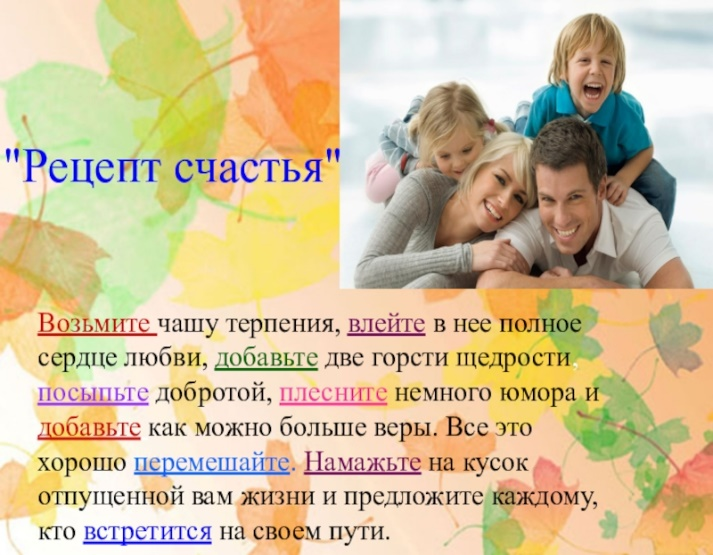 "Рецепт счастья"
Возьмите чашу терпения, влейте в нее полное
сердце любви, добавьте две горсти щедрости,
посыпьте добротой, плесните немного юмора и
добавьте как можно больше веры. Все это
хорошо перемешайте. Намажьте на кусок
отпущенной вам жизни и предложите каждому,
кто встретится на своем пути.